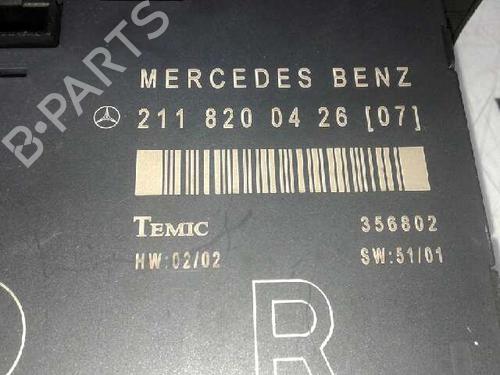 B-PARTS
MERCEDES BENZ
211 820 04 26 [07]
TEMIC 356802
HW:02/02 SW:51/01
R